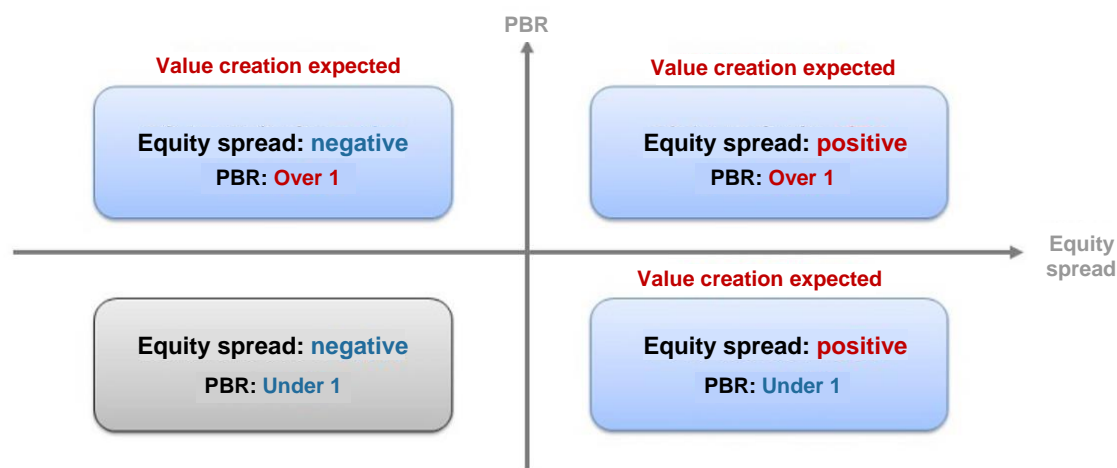 PBR
Value creation expected
Value creation expected
Equity spread: negative
PBR: Over 1
Equity spread: positive
PBR: Over 1
Equity
spread
Value creation expected
Equity spread: negative
PBR: Under 1
Equity spread: positive
PBR: Under 1